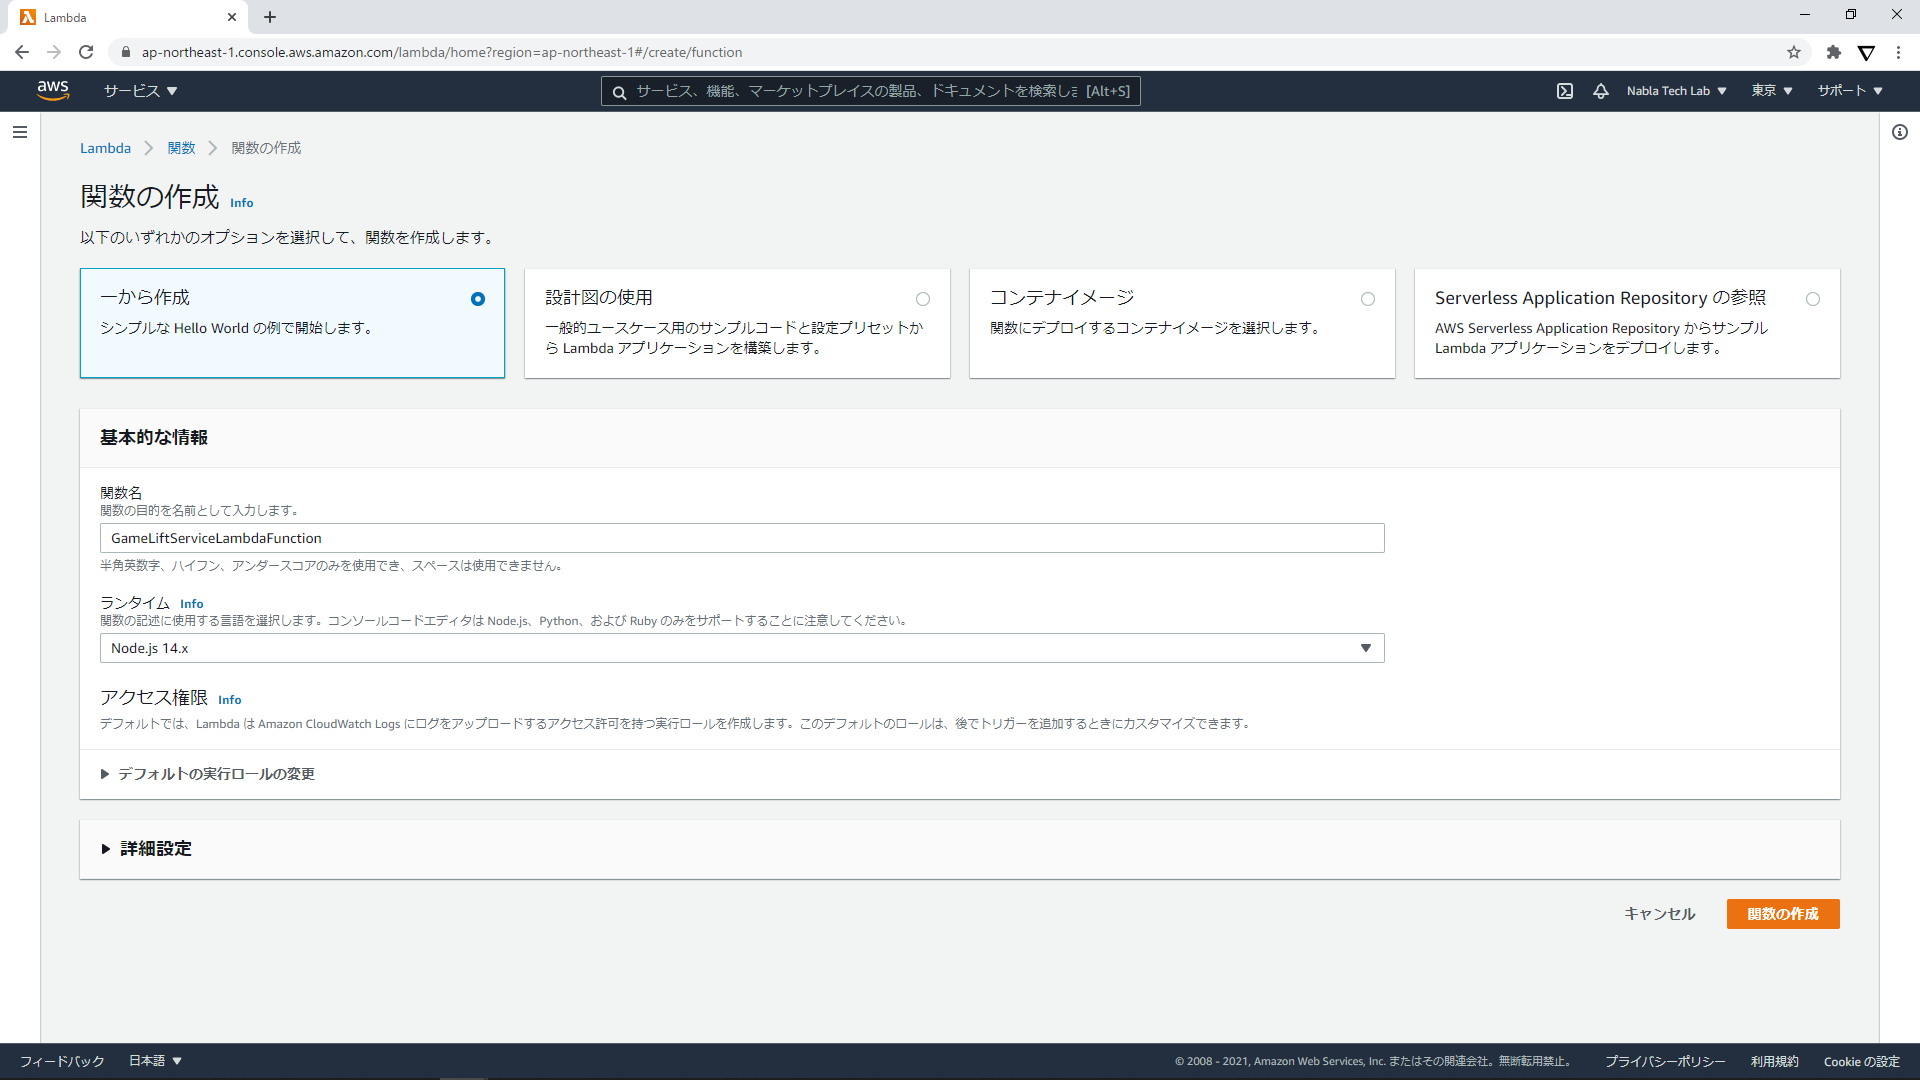 Lambda
ap-northeast-1.console.aws.amazon.com/lambda/home?region=ap-northeast-1#/create/function
aws サービス サービス、機能、マーケットプレイスの製品、ドキュメントを検索しま [Alt+S] Nabla Tech Lab 東京 サポート
Lambda 関数 関数の作成
関数の作成 Info
以下のいずれかのオプションを選択して、関数を作成します。
一から作成
シンプルな Hello World の例で開始します。
設計図の使用
一般的ユースケース用のサンプルコードと設定プリセットか
ら Lambda アプリケーションを構築します。
コンテナイメージ
関数にデプロイするコンテナイメージを選択します。
Serverless Application Repository の参照
AWS Serverless Application Repository からサンプル
Lambda アプリケーションをデプロイします。
基本的な情報
関数名
関数の目的を名前として入力します。
GameLiftServiceLambdaFunction
半角英数字、ハイフン、アンダースコアのみを使用でき、スペースは使用できません。
ランタイム Info
関数の記述に使用する言語を選択します。コンソールコードエディタは Node.js、Python、および Ruby のみをサポートすることに注意してください。
Node.js 14.x
アクセス権限 Info
デフォルトでは、Lambda は Amazon CloudWatch Logs にログをアップロードするアクセス許可を持つ実行ロールを作成します。このデフォルトのロールは、後でトリガーを追加するときにカスタマイズできます。
デフォルトの実行ロールの変更
詳細設定
キャンセル 関数の作成
フィードバック 日本語 © 2008 - 2021, Amazon Web Services, Inc. またはその関連会社。無断転用禁止。 プライバシーポリシー 利用規約 Cookie の設定